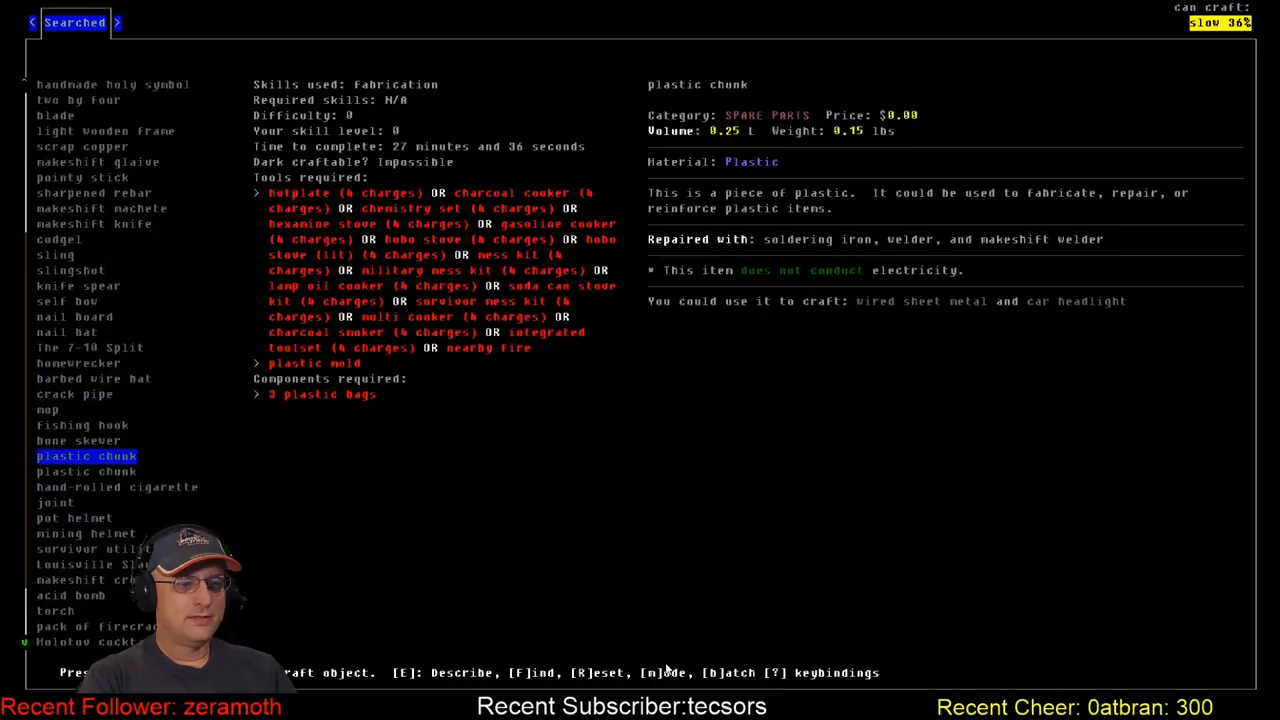 can craft:
< Searched >
slow 36%
handmade holy symbol
two by four
blade
light wooden frame
scrap copper
makeshift glaive
pointy stick
sharpened rebar
makeshift machete
makeshift knife
cudgel
sling
slingshot
knife spear
self bow
nail board
nail bat
The 7-10 Split
homewrecker
barbed wire bat
crack pipe
mop
fishing hook
bone skewer
plastic chunk
plastic chunk
hand-rolled cigarette
joint
pot helmet
mining helmet
survivor
Louisville
makeshift
acid bomb
torch
pack of
Molotov
Skills used: fabrication
Required skills: N/A
Difficulty: 0
Your skill level: 0
Time to complete: 27 minutes and 36 seconds
Dark craftable? Impossible
Tools required:
> hotplate (4 charges) OR charcoal cooker (4
charges) OR chemistry set (4 charges) OR
hexamine stove (4 charges) OR gasoline cooker
(4 charges) OR hobo stove (4 charges) OR hobo
stove (lit) (4 charges) OR mess kit (4
charges) OR military mess kit (4 charges) OR
lamp oil cooker (4 charges) OR soda can stove
kit (4 charges) OR survivor mess kit (4
charges) OR multi cooker (4 charges) OR
charcoal smoker (4 charges) OR integrated
toolset (4 charges) OR nearby fire
> plastic mold
Components required:
> 3 plastic bags
plastic chunk
Category: SPARE PARTS Price: $0.00
Volume: 0.25 L Weight: 0.15 lbs
Material: Plastic
This is a piece of plastic. It could be used to fabricate, repair, or
reinforce plastic items.
Repaired with: soldering iron, welder, and makeshift welder
* This item does not conduct electricity.
You could use it to craft: wired sheet metal and car headlight
object. [E]: Describe, [F]ind, [R]eset, [m]ode, [b]atch [?] keybindings
Recent Follower: zeramoth
Recent Subscriber:tecsors
Recent Cheer: 0atbran: 300